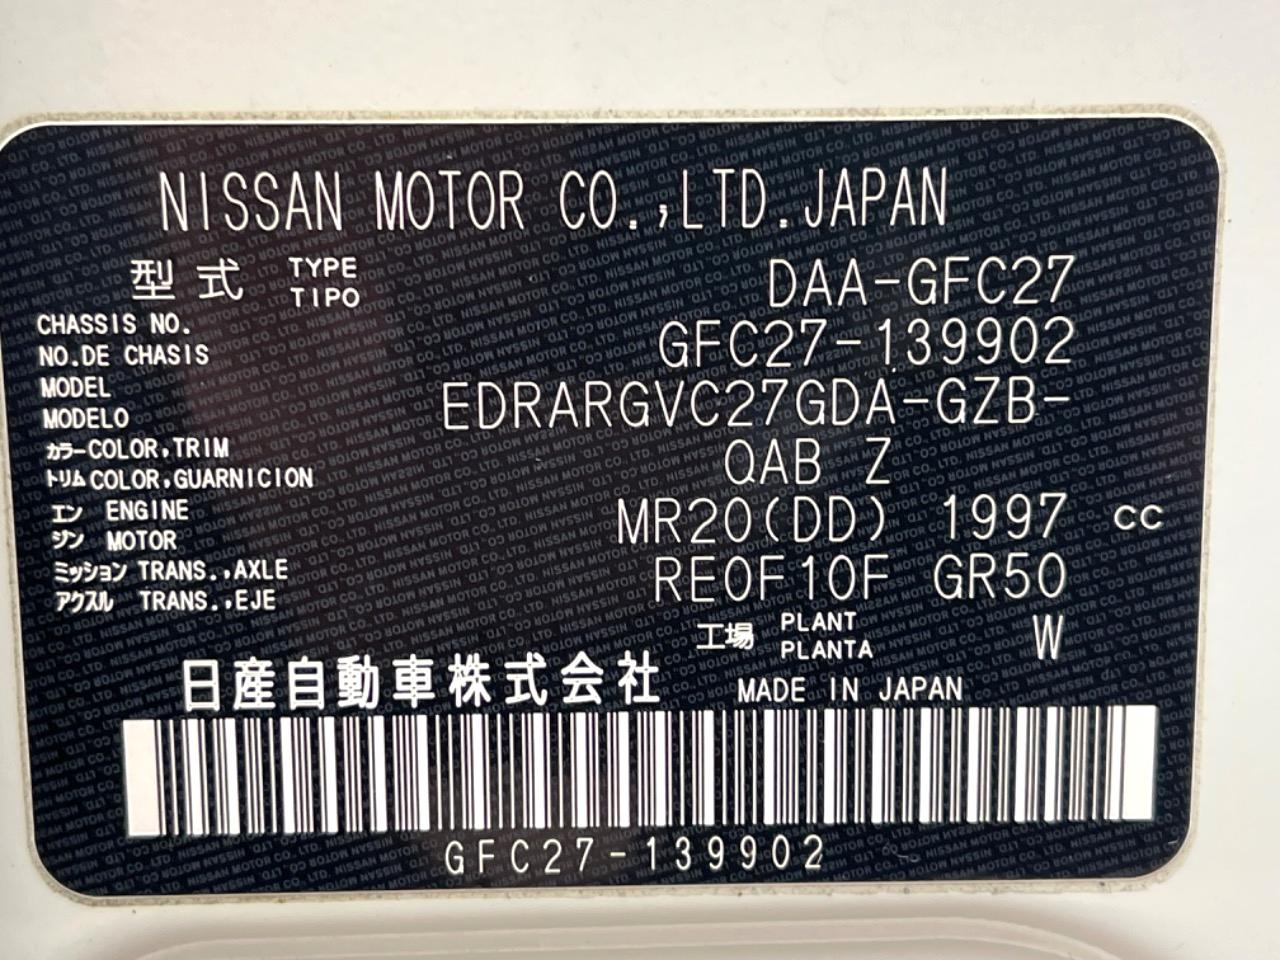 NISSAN MOTOR CO.,LTD.JAPAN
型式 TYPE TIPO DAA-GFC27
CHASSIS NO.
NO.DE CHASIS GFC27-139902
MODEL
MODELO EDRARGVC27GDA-GZB-
カラー COLOR,TRIM
トリム COLOR,GUARNICION QAB Z
エン ENGINE
ジン MOTOR MR20(DD) 1997 cc
ミッション TRANS.,AXLE
アクスル TRANS.,EJE RE0F10F GR50
工場 PLANT PLANTA W
日産自動車株式会社 MADE IN JAPAN
GFC27-139902